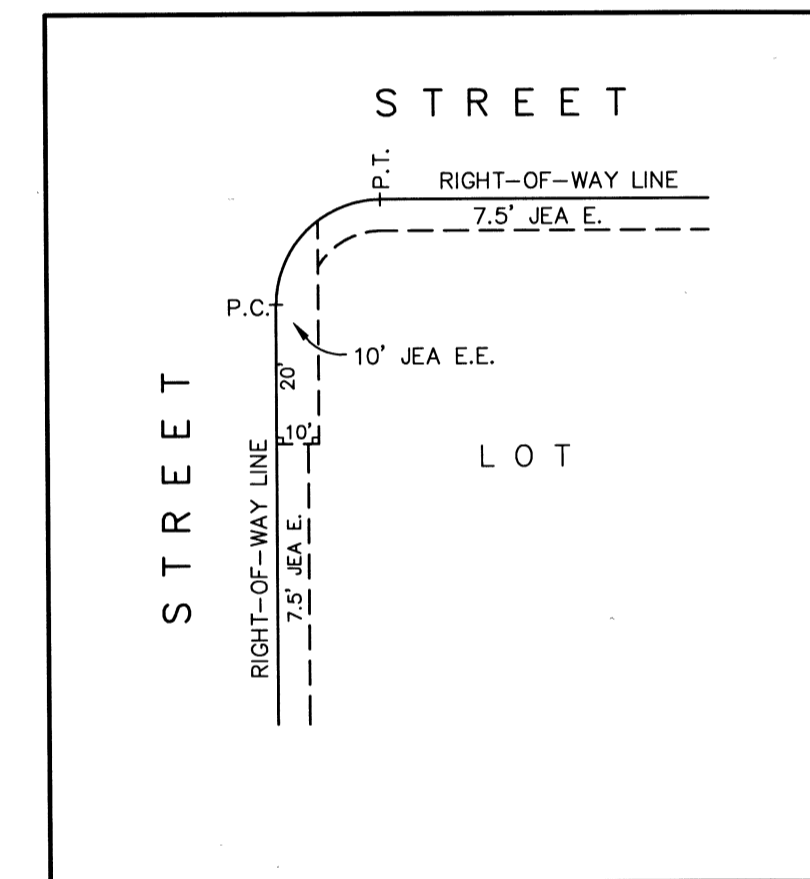 STREET
P.T.
RIGHT-OF-WAY LINE
7.5' JEA E.
P.C.
10' JEA E.E.
20'
10'
STREET
RIGHT-OF-WAY LINE
7.5' JEA E.
LOT